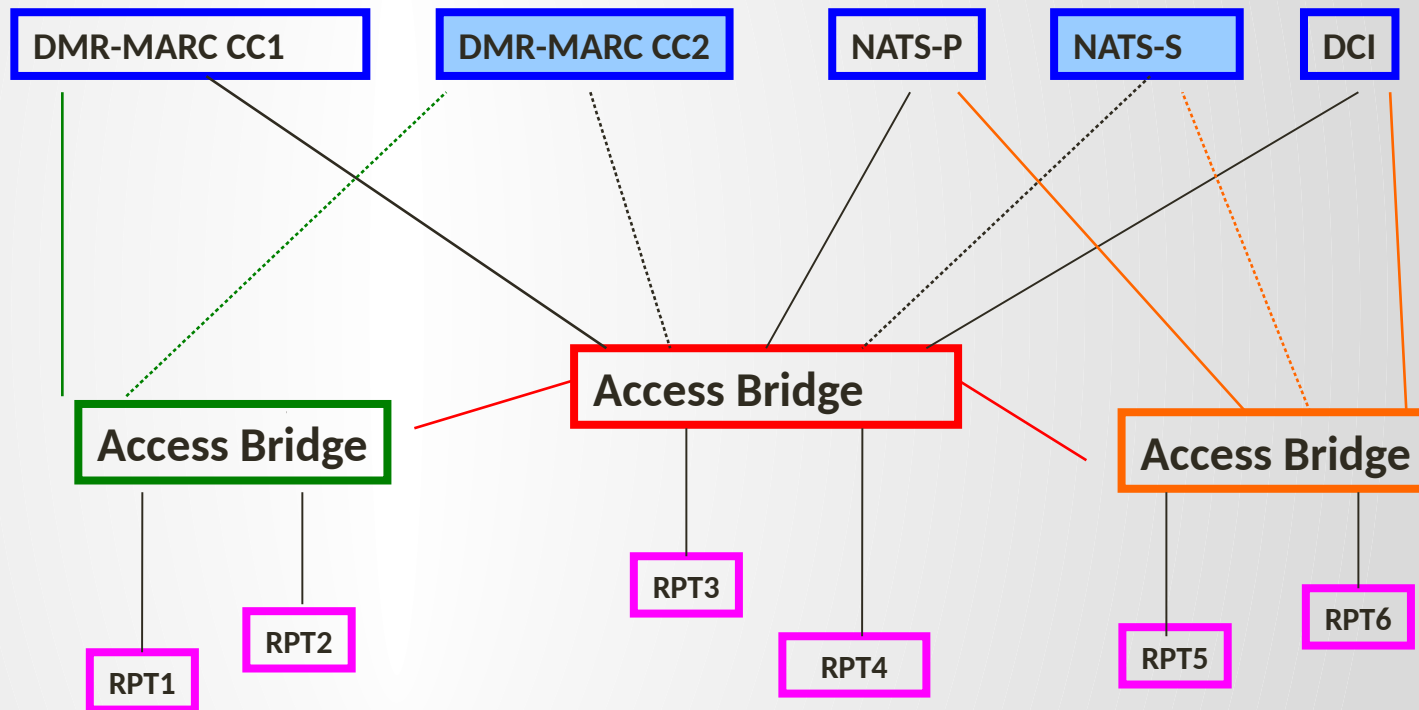 DMR-MARC CC1
DMR-MARC CC2
NATS-P
NATS-S
DCI
Access Bridge
Access Bridge
Access Bridge
RPT3
RPT6
RPT2
RPT5
RPT4
RPT1